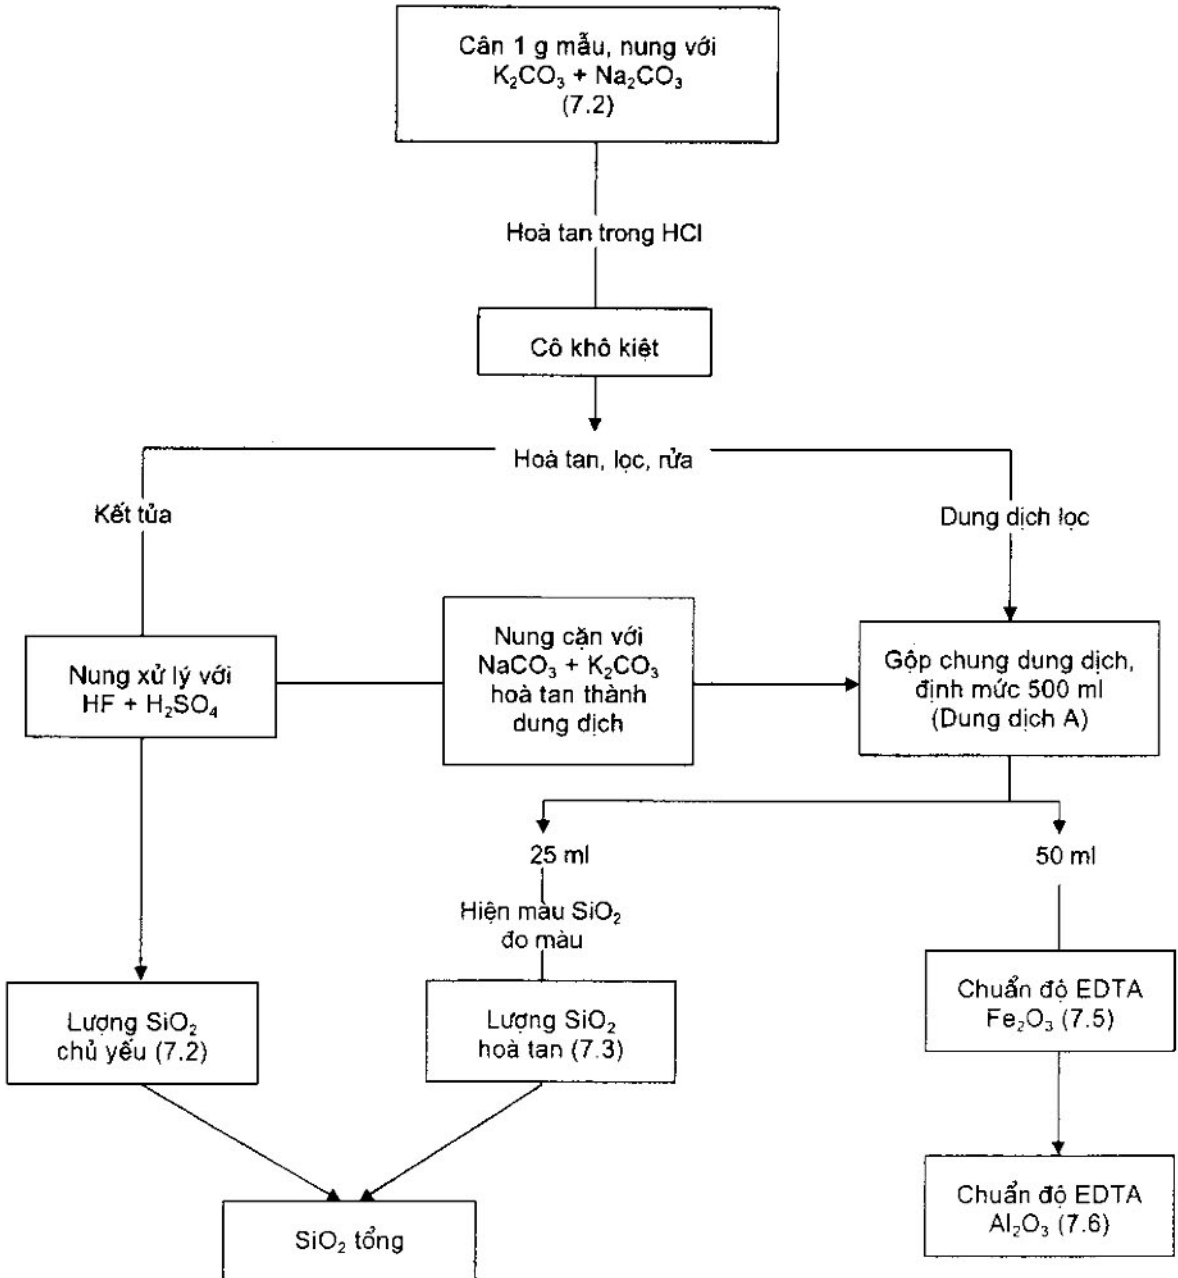 Cân 1 g mẫu, nung với
K₂CO₃ + Na₂CO₃
(7.2)
Hoà tan trong HCl
Cô khô kiệt
Hoà tan, lọc, rửa
Kết tủa
Dung dịch lọc
Nung xử lý với
HF + H₂SO₄
Nung cặn với
NaCO₃ + K₂CO₃
hoà tan thành
dung dịch
Gộp chung dung dịch,
định mức 500 ml
(Dung dịch A)
25 ml
50 ml
Hiện màu SiO₂
đo màu
Lượng SiO₂
chủ yếu (7.2)
Lượng SiO₂
hoà tan (7.3)
Chuẩn độ EDTA
Fe₂O₃ (7.5)
Chuẩn độ EDTA
Al₂O₃ (7.6)
SiO₂ tổng